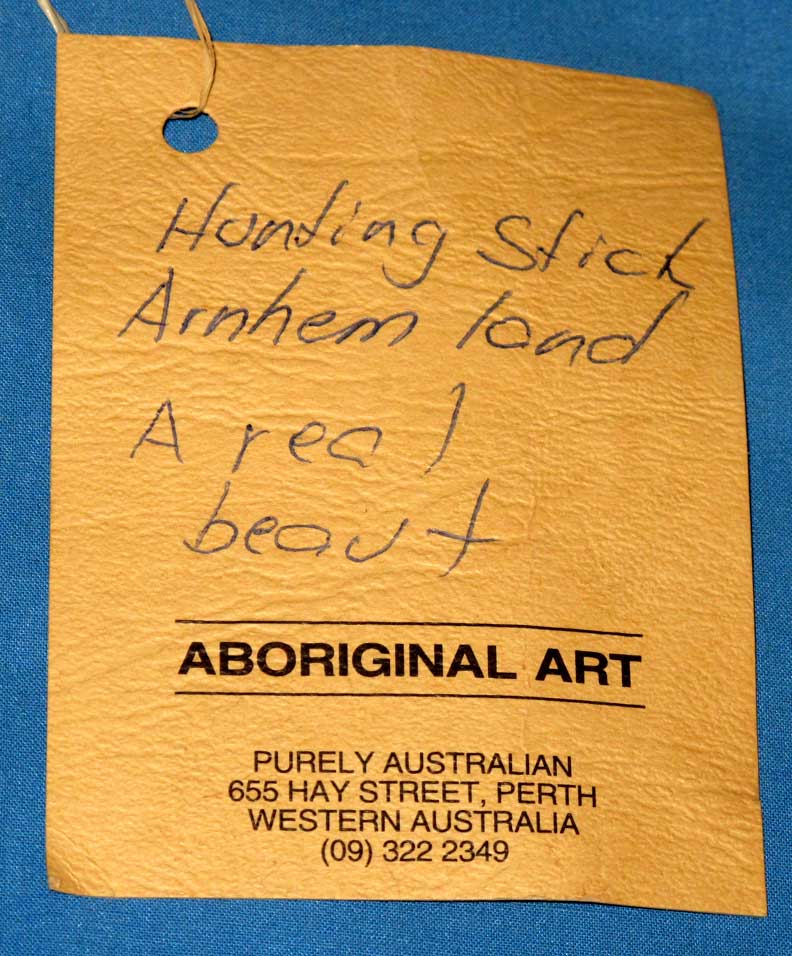 Hunting Stick
Arnhem land
A real
beaut
ABORIGINAL ART
PURELY AUSTRALIAN
655 HAY STREET, PERTH
WESTERN AUSTRALIA
(09) 322 2349